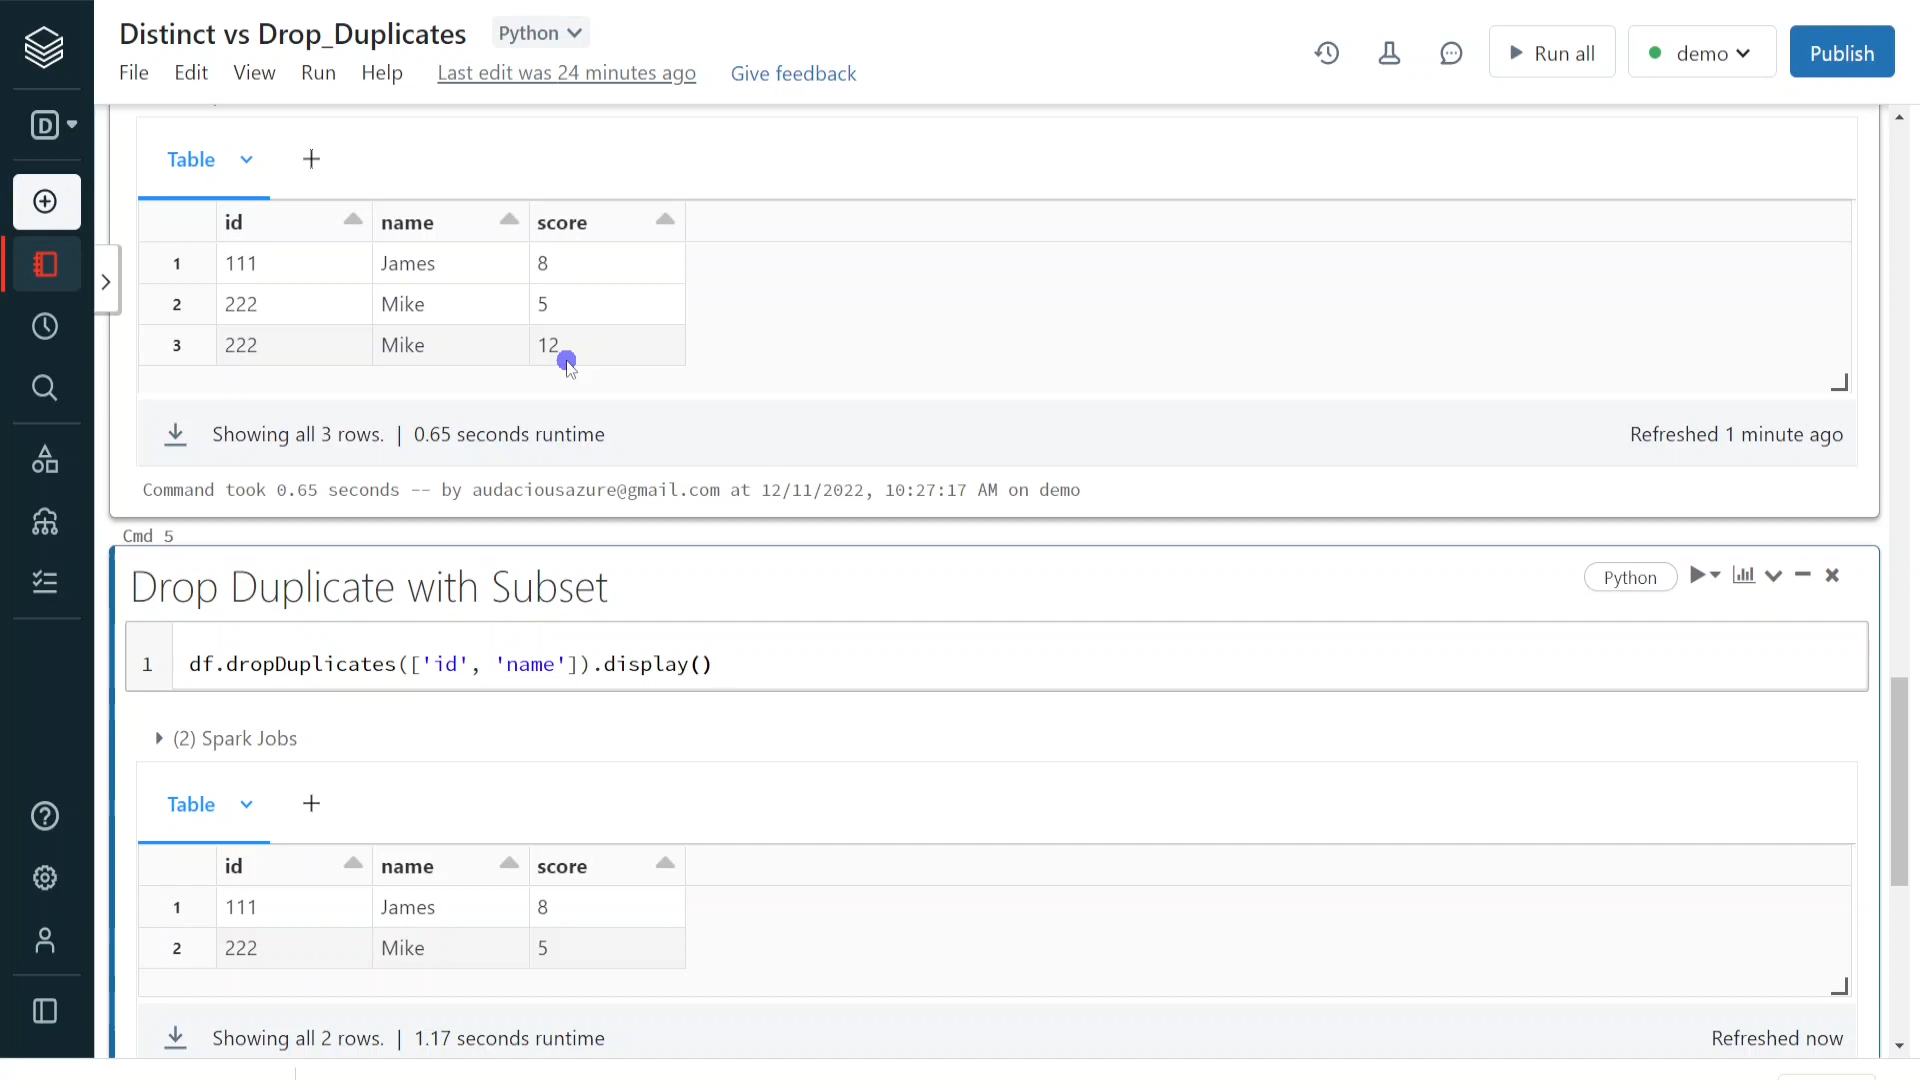 Distinct vs Drop_Duplicates Python
File Edit View Run Help Last edit was 24 minutes ago Give feedback
Run all demo Publish
D
Table +
id name score
1 111 James 8
2 222 Mike 5
3 222 Mike 12
Showing all 3 rows. | 0.65 seconds runtime Refreshed 1 minute ago
Command took 0.65 seconds -- by audaciousazure@gmail.com at 12/11/2022, 10:27:17 AM on demo
Cmd 5
Drop Duplicate with Subset Python
1 df.dropDuplicates(['id', 'name']).display()
(2) Spark Jobs
Table +
id name score
1 111 James 8
2 222 Mike 5
Showing all 2 rows. | 1.17 seconds runtime Refreshed now